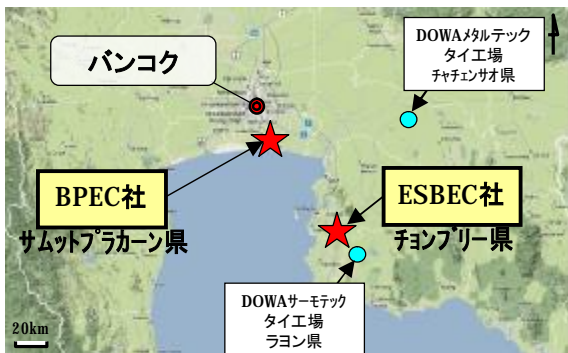 DOWAメタルテック
タイ工場
チャチェンサオ県
バンコク
BPEC社
サムットプラカーン県
ESBEC社
チョンブリー県
DOWAサーモテック
タイ工場
ラヨン県
20km